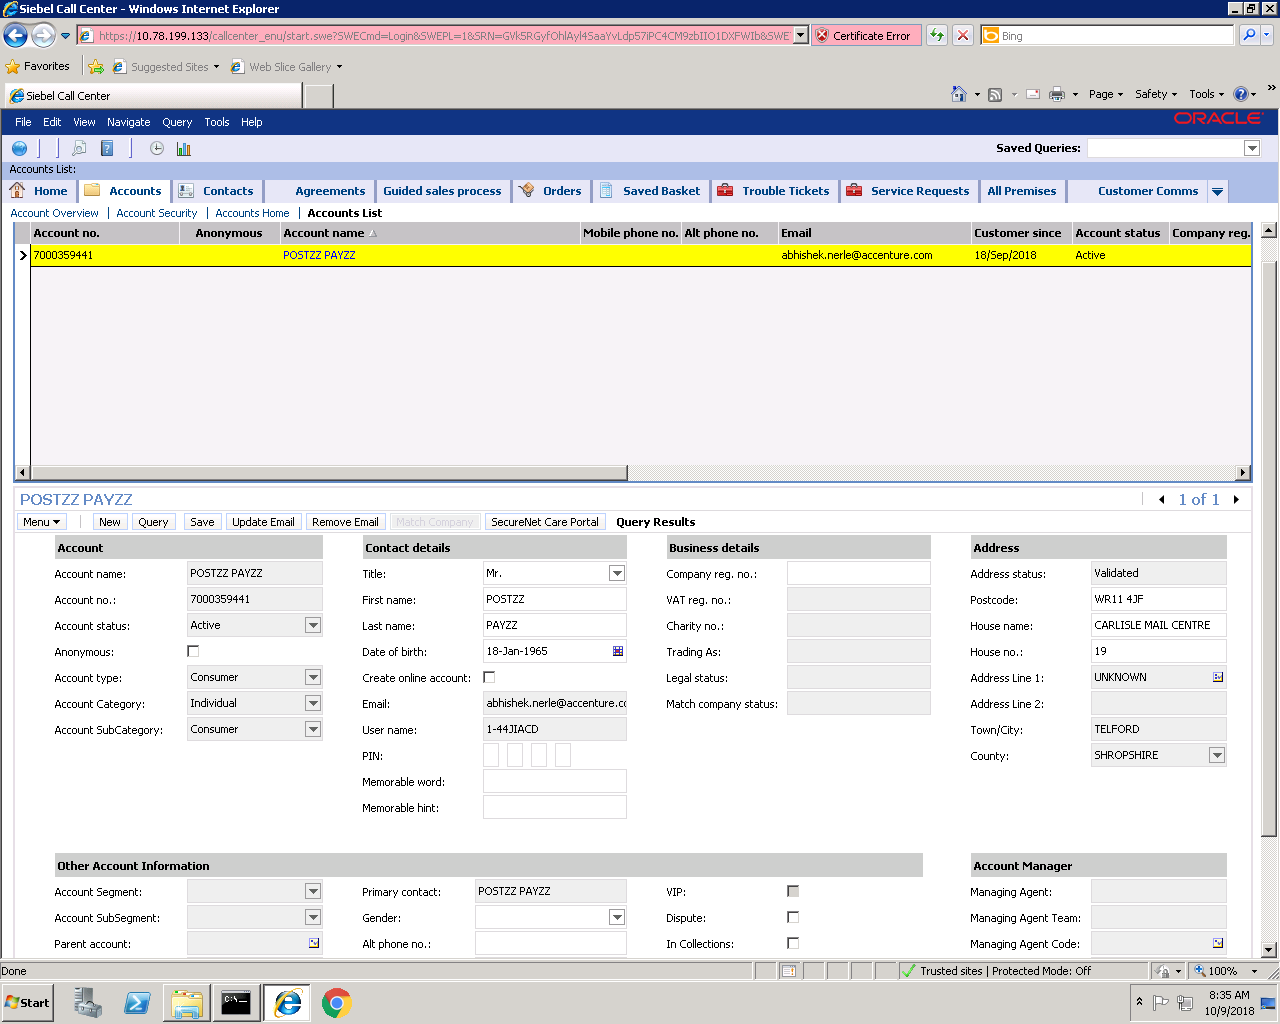 Siebel Call Center - Windows Internet Explorer
https://10.78.199.133/callcenter_enu/start.swe?SWECmd=Login&SWEPL=1&SRN= Certificate Error Bing
Favorites Suggested Sites Web Slice Gallery
Siebel Call Center Page Safety Tools
File Edit View Navigate Query Tools Help ORACLE
Saved Queries:
Accounts List:
Home Accounts Contacts Agreements Guided sales process Orders Saved Basket Trouble Tickets Service Requests All Premises Customer Comms
Account Overview | Account Security | Accounts Home | Accounts List
Account no. Anonymous Account name Mobile phone no. Alt phone no. Email Customer since Account status Company reg.
7000359441 POSTZZ PAYZZ abhishek.nerle@accenture.com 18/Sep/2018 Active
POSTZZ PAYZZ 1 of 1
Menu New Query Save Update Email Remove Email Match Company SecureNet Care Portal Query Results
Account Contact details Business details Address
Account name: POSTZZ PAYZZ Title: Mr. Company reg. no.: Address status: Validated
Account no.: 7000359441 First name: POSTZZ VAT reg. no.: Postcode: WR11 4JF
Account status: Active Last name: PAYZZ Charity no.: House name: CARLISLE MAIL CENTRE
Anonymous: Date of birth: 18-Jan-1965 Trading As: House no.: 19
Account type: Consumer Create online account: Legal status: Address Line 1: UNKNOWN
Account Category: Individual Email: abhishek.nerle@accenture.co Match company status: Address Line 2:
Account SubCategory: Consumer User name: 1-44JIACD Town/City: TELFORD
PIN: County: SHROPSHIRE
Memorable word:
Memorable hint:
Other Account Information Account Manager
Account Segment: Primary contact: POSTZZ PAYZZ VIP: Managing Agent:
Account SubSegment: Gender: Dispute: Managing Agent Team:
Parent account: Alt phone no.: In Collections: Managing Agent Code:
Done Trusted sites | Protected Mode: Off 100%
Start 8:35 AM
10/9/2018